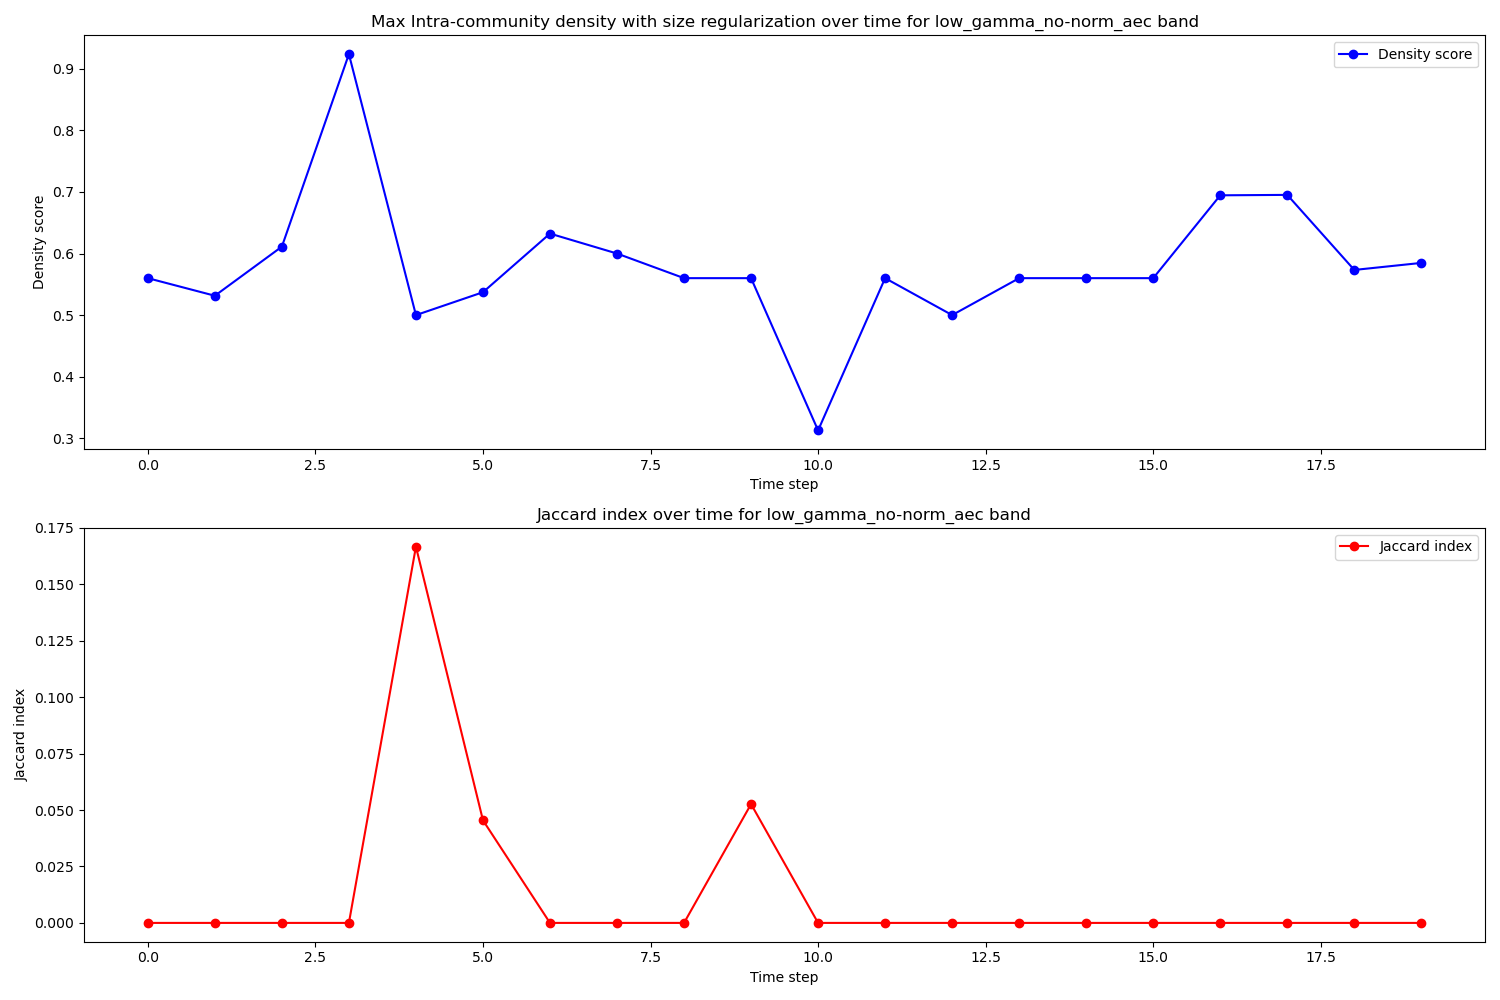 Max Intra-community density with size regularization over time for low_gamma_no-norm_aec band
Density score
0.9
0.8
0.7
0.6
0.5
0.4
0.3
Density score
0.0 2.5 5.0 7.5 10.0 12.5 15.0 17.5
Time step
Jaccard index over time for low_gamma_no-norm_aec band
Jaccard index
0.175
0.150
0.125
0.100
0.075
0.050
0.025
0.000
Jaccard index
0.0 2.5 5.0 7.5 10.0 12.5 15.0 17.5
Time step